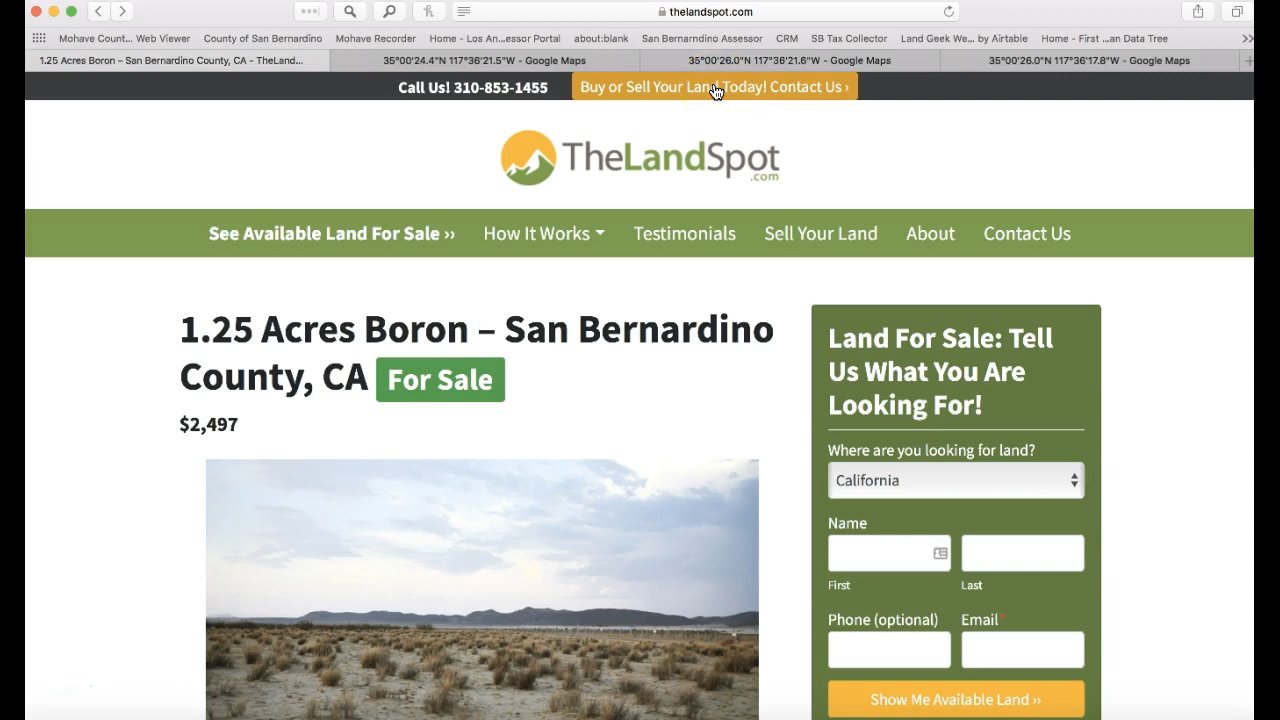 thelandspot.com
Mohave Count... Web Viewer County of San Bernardino Mohave Recorder Home - Los An...essor Portal about:blank San Bernarndino Assessor CRM SB Tax Collector Land Geek We... by Airtable Home - First ...an Data Tree
1.25 Acres Boron – San Bernardino County, CA - TheLand... 35°00'24.4"N 117°36'21.5"W - Google Maps 35°00'26.0"N 117°36'21.6"W - Google Maps 35°00'26.0"N 117°36'17.8"W - Google Maps
Call Us! 310-853-1455 Buy or Sell Your Land Today! Contact Us ›
TheLandSpot
.com
See Available Land For Sale ›› How It Works Testimonials Sell Your Land About Contact Us
1.25 Acres Boron – San Bernardino
County, CA For Sale
$2,497
Land For Sale: Tell
Us What You Are
Looking For!
Where are you looking for land?
California
Name
First Last
Phone (optional) Email*
Show Me Available Land ››